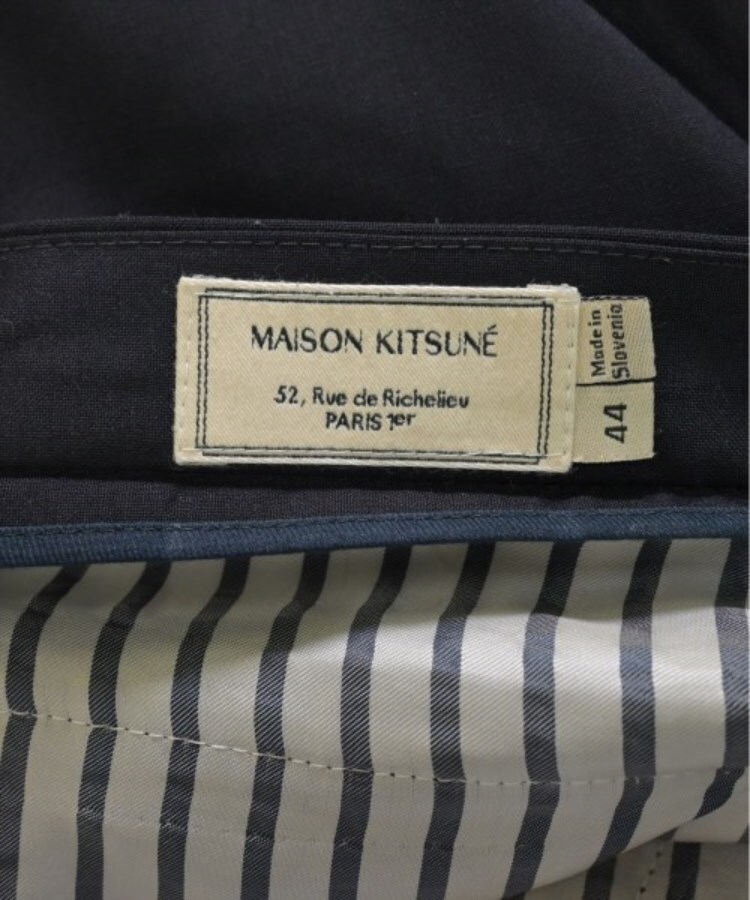 MAISON KITSUNÉ
52, Rue de Richelieu
PARIS 1er
Made in
Slovenia
44